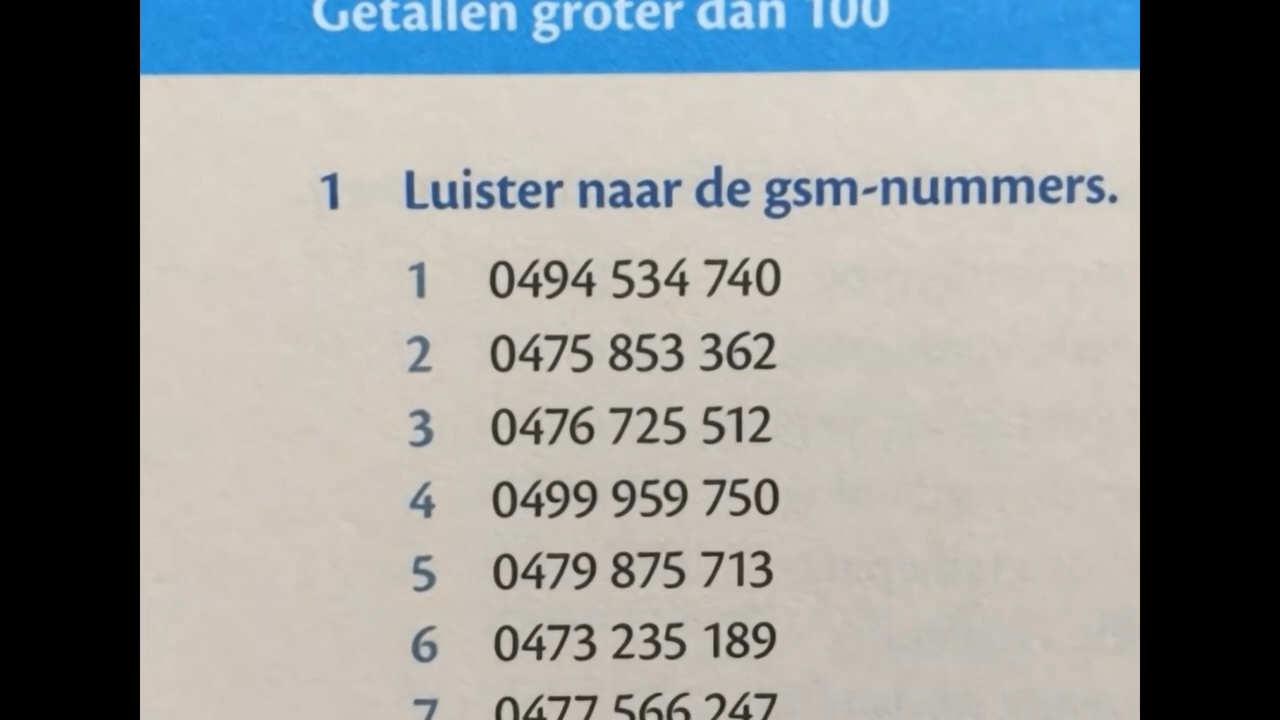 Getallen groter dan 100
1 Luister naar de gsm-nummers.
1 0494 534 740
2 0475 853 362
3 0476 725 512
4 0499 959 750
5 0479 875 713
6 0473 235 189
7 0477 566 247